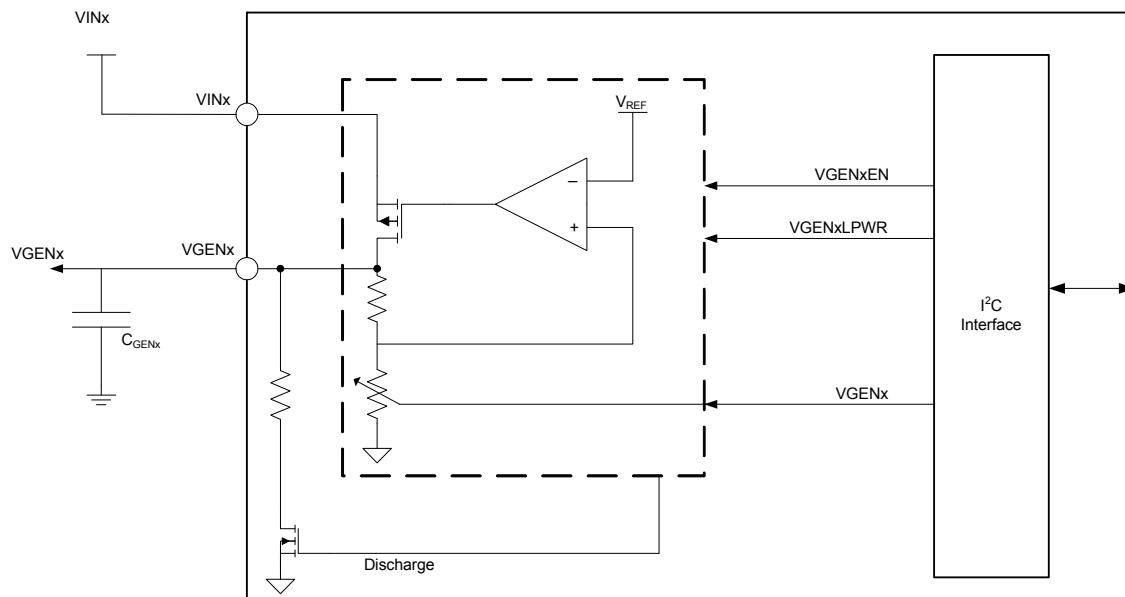 VINx
VINx
VREF
−
+
VGENxEN
VGENxLPWR
VGENx
VGENx
CGENx
I²C
Interface
VGENx
Discharge